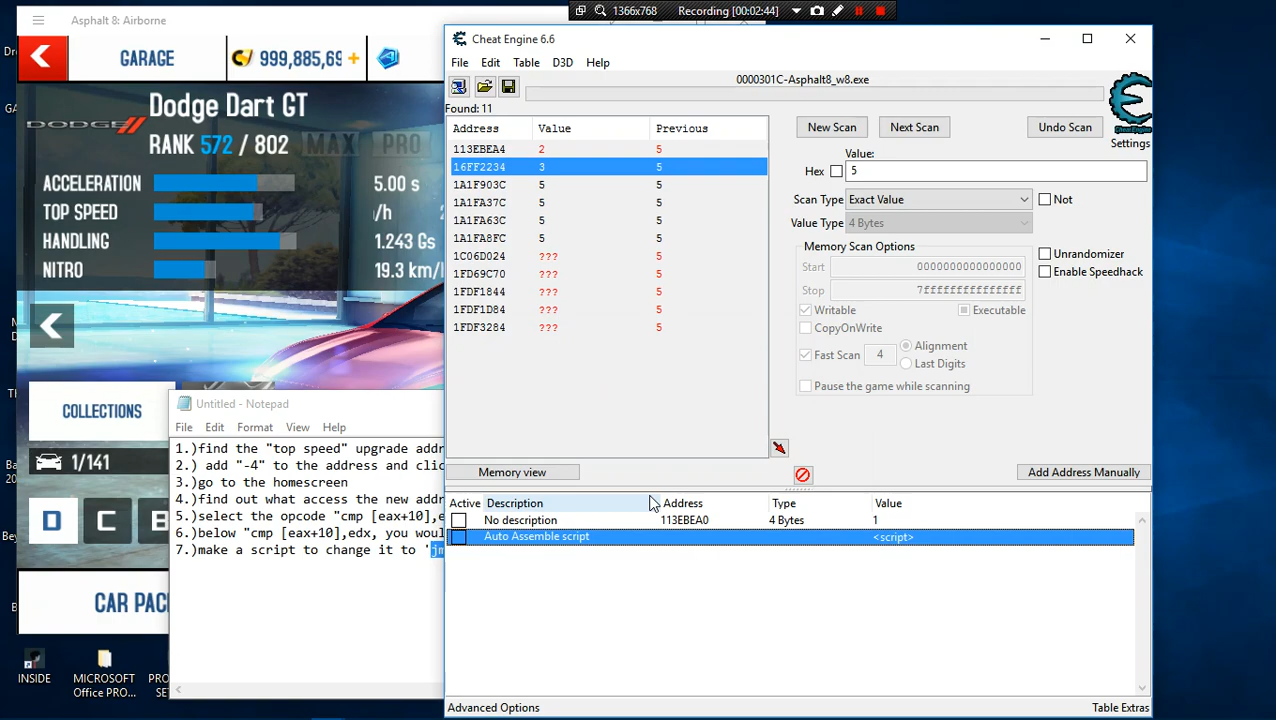 1366x768
Recording [00:02:44]
Asphalt 8: Airborne
GARAGE
999,885,69
Dodge Dart GT
DODGE
RANK 572 / 802
MAX
PRO
ACCELERATION
5.00 s
TOP SPEED
/h
HANDLING
1.243 Gs
NITRO
19.3 km/
COLLECTIONS
1/141
D
C
B
CAR PAC
INSIDE
MICROSOFT
Office PRO...
Untitled - Notepad
File Edit Format View Help
1.)find the "top speed" upgrade addr
2.) add "-4" to the address and clic
3.)go to the homescreen
4.)find out what access the new addr
5.)select the opcode "cmp [eax+10],e
6.)below "cmp [eax+10],edx, you woul
7.)make a script to change it to 'jm
Cheat Engine 6.6
File Edit Table D3D Help
0000301C-Asphalt8_w8.exe
Found: 11
Address Value Previous
113EBEA4 2 5
16FF2234 3 5
1A1F903C 5 5
1A1FA37C 5 5
1A1FA63C 5 5
1A1FA8FC 5 5
1C06D024 ??? 5
1FD69C70 ??? 5
1FDF1844 ??? 5
1FDF1D84 ??? 5
1FDF3284 ??? 5
New Scan Next Scan Undo Scan
Settings
Value:
Hex 5
Scan Type Exact Value Not
Value Type 4 Bytes
Memory Scan Options
Unrandomizer
Start 0000000000000000
Enable Speedhack
Stop 7fffffffffffffff
Writable Executable
CopyOnWrite
Fast Scan 4 Alignment
Last Digits
Pause the game while scanning
Memory view
Add Address Manually
Active Description Address Type Value
No description 113EBEA0 4 Bytes 1
Auto Assemble script <script>
Advanced Options
Table Extras